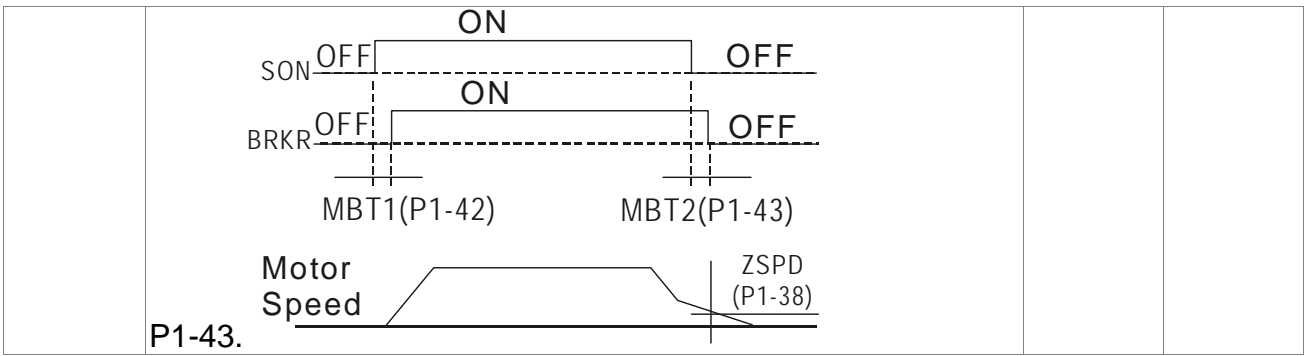 ON
SON OFF OFF
ON
BRKR OFF OFF
MBT1(P1-42) MBT2(P1-43)
Motor Speed
ZSPD
(P1-38)
P1-43.